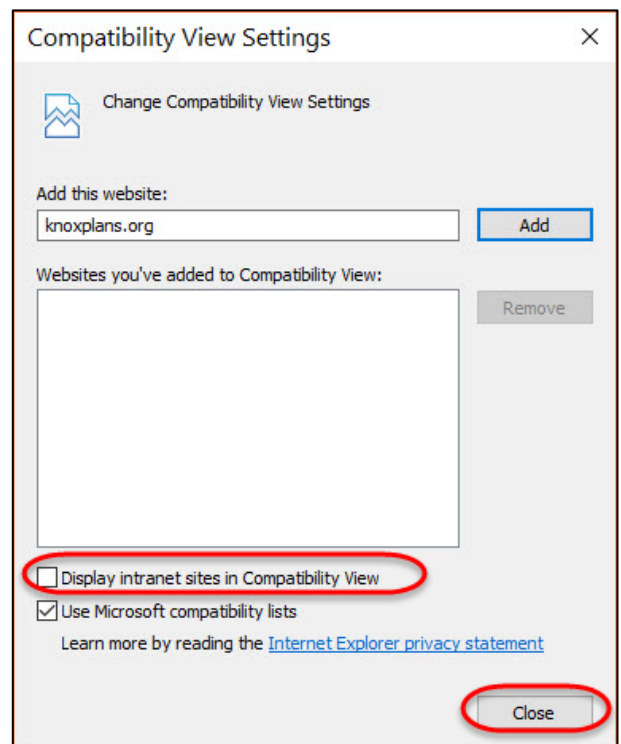 Compatibility View Settings
Change Compatibility View Settings
Add this website:
knoxplans.org
Add
Websites you've added to Compatibility View:
Remove
Display intranet sites in Compatibility View
Use Microsoft compatibility lists
Learn more by reading the Internet Explorer privacy statement
Close